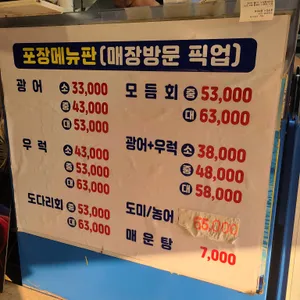 포장메뉴판(매장방문 픽업)
광어 소 33,000
중 43,000
대 53,000
모듬회 중 53,000
대 63,000
우럭 소 43,000
중 53,000
대 63,000
광어+우럭 소 38,000
중 48,000
대 58,000
도다리회 중 53,000
대 63,000
도미/농어
매운탕 7,000